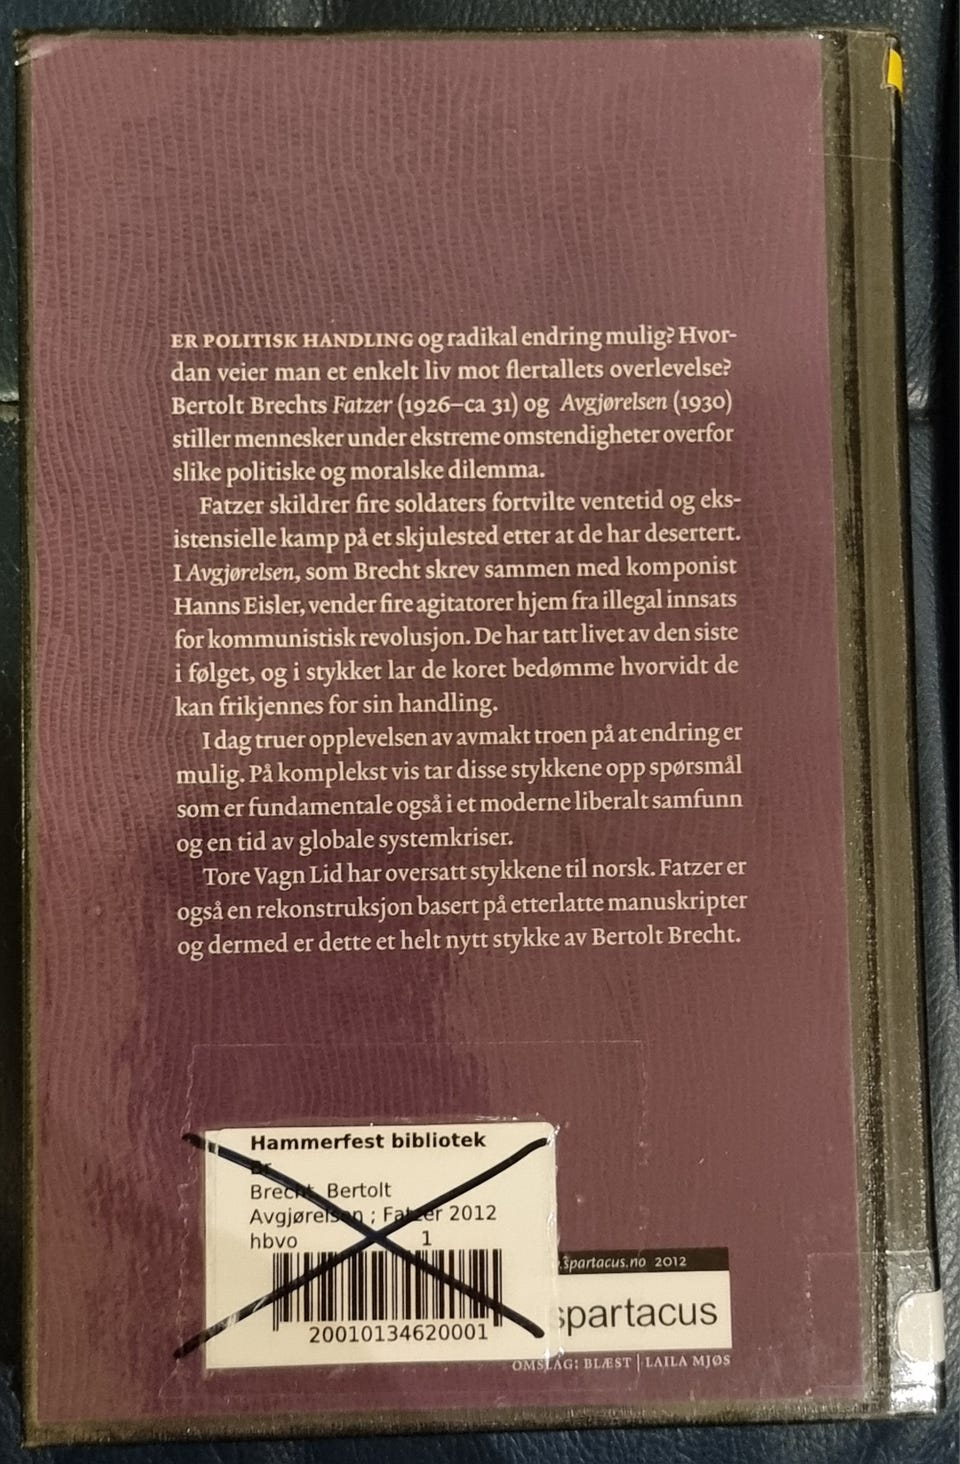 ER POLITISK HANDLING og radikal endring mulig? Hvor-
dan veier man et enkelt liv mot flertallets overlevelse?
Bertolt Brechts Fatzer (1926–ca 31) og Avgjørelsen (1930)
stiller mennesker under ekstreme omstendigheter overfor
slike politiske og moralske dilemma.
Fatzer skildrer fire soldaters fortvilte ventetid og eks-
istensielle kamp på et skjulested etter at de har desertert.
I Avgjørelsen, som Brecht skrev sammen med komponist
Hanns Eisler, vender fire agitatorer hjem fra illegal innsats
for kommunistisk revolusjon. De har tatt livet av den siste
i følget, og i stykket lar de koret bedømme hvorvidt de
kan frikjennes for sin handling.
I dag truer opplevelsen av avmakt troen på at endring er
mulig. På komplekst vis tar disse stykkene opp spørsmål
som er fundamentale også i et moderne liberalt samfunn
og en tid av globale systemkriser.
Tore Vagn Lid har oversatt stykkene til norsk. Fatzer er
også en rekonstruksjon basert på etterlatte manuskripter
og dermed er dette et helt nytt stykke av Bertolt Brecht.
Hammerfest bibliotek
Br
Brecht, Bertolt
Avgjørelsen ; Fatzer 2012
hbvo 1
20010134620001
.spartacus.no 2012
spartacus
OMSLAG: BLÆST | LAILA MJØS